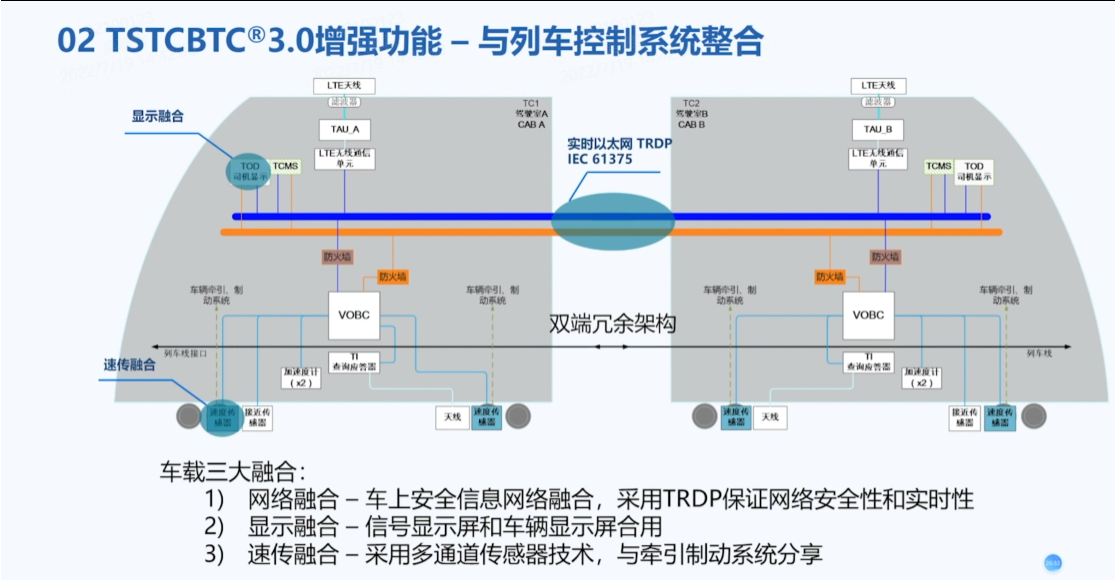 02 TSTCBTC®3.0增强功能 – 与列车控制系统整合
LTE天线
滤波器
TAU_A
LTE无线通信
单元
TC1
驾驶室A
CAB A
显示融合
TOD
司机显示
TCMS
实时以太网 TRDP
IEC 61375
TC2
驾驶室B
CAB B
LTE天线
滤波器
TAU_B
LTE无线通信
单元
TCMS
TOD
司机显示
防火墙
防火墙
防火墙
防火墙
车辆牵引、制
动系统
VOBC
车辆牵引、制
动系统
双端冗余架构
车辆牵引、制
动系统
VOBC
车辆牵引、制
动系统
列车线接口
列车线
速传融合
加速度计
(x2)
TI
查询应答器
TI
查询应答器
加速度计
(x2)
速度传
感器
接近传
感器
天线
速度传
感器
速度传
感器
天线
接近传
感器
速度传
感器
车载三大融合：
1) 网络融合 – 车上安全信息网络融合，采用TRDP保证网络安全性和实时性
2) 显示融合 – 信号显示屏和车辆显示屏合用
3) 速传融合 – 采用多通道传感器技术，与牵引制动系统分享